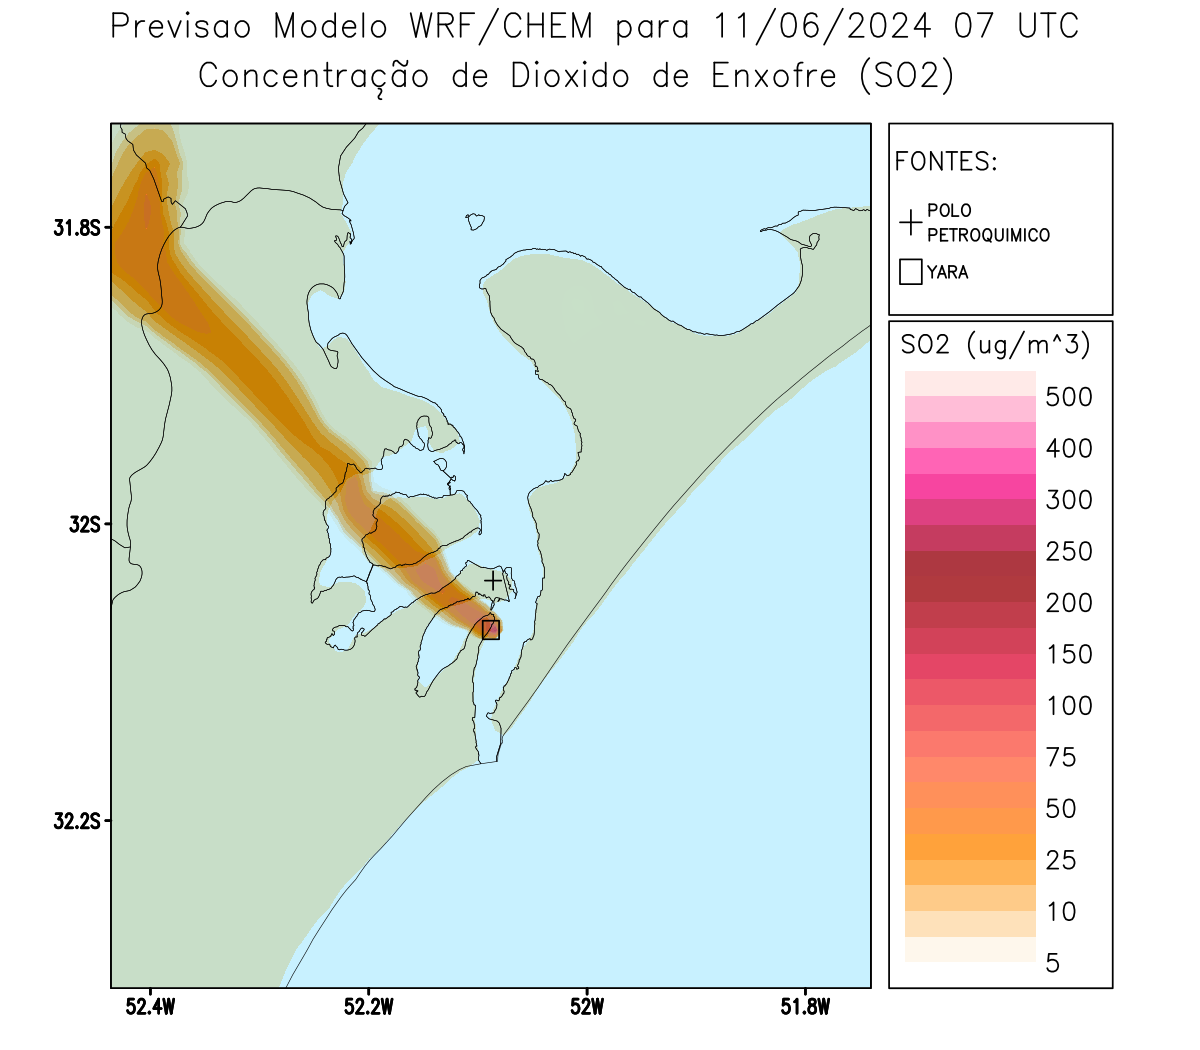 Previsao Modelo WRF/CHEM para 11/06/2024 07 UTC
Concentração de Dioxido de Enxofre (SO2)
FONTES:
POLO
PETROQUIMICO
YARA
SO2 (ug/m^3)
500
400
300
250
200
150
100
75
50
25
10
5
31.8S
32S
32.2S
52.4W
52.2W
52W
51.8W